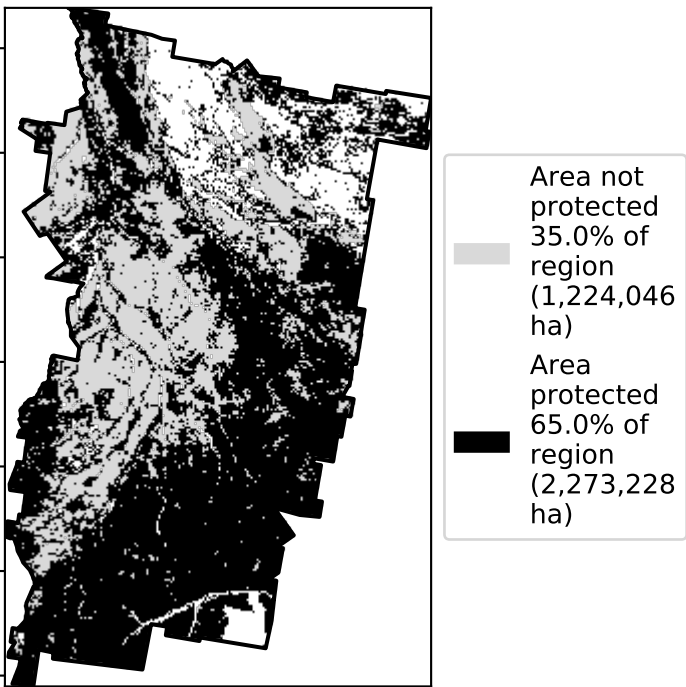 Area not
protected
35.0% of
region
(1,224,046
ha)
Area
protected
65.0% of
region
(2,273,228
ha)